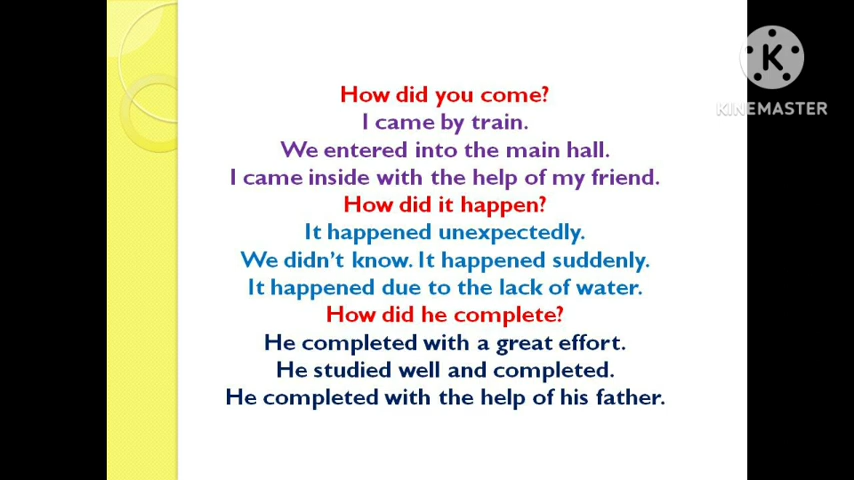 K
KINEMASTER
How did you come?
I came by train.
We entered into the main hall.
I came inside with the help of my friend.
How did it happen?
It happened unexpectedly.
We didn't know. It happened suddenly.
It happened due to the lack of water.
How did he complete?
He completed with a great effort.
He studied well and completed.
He completed with the help of his father.